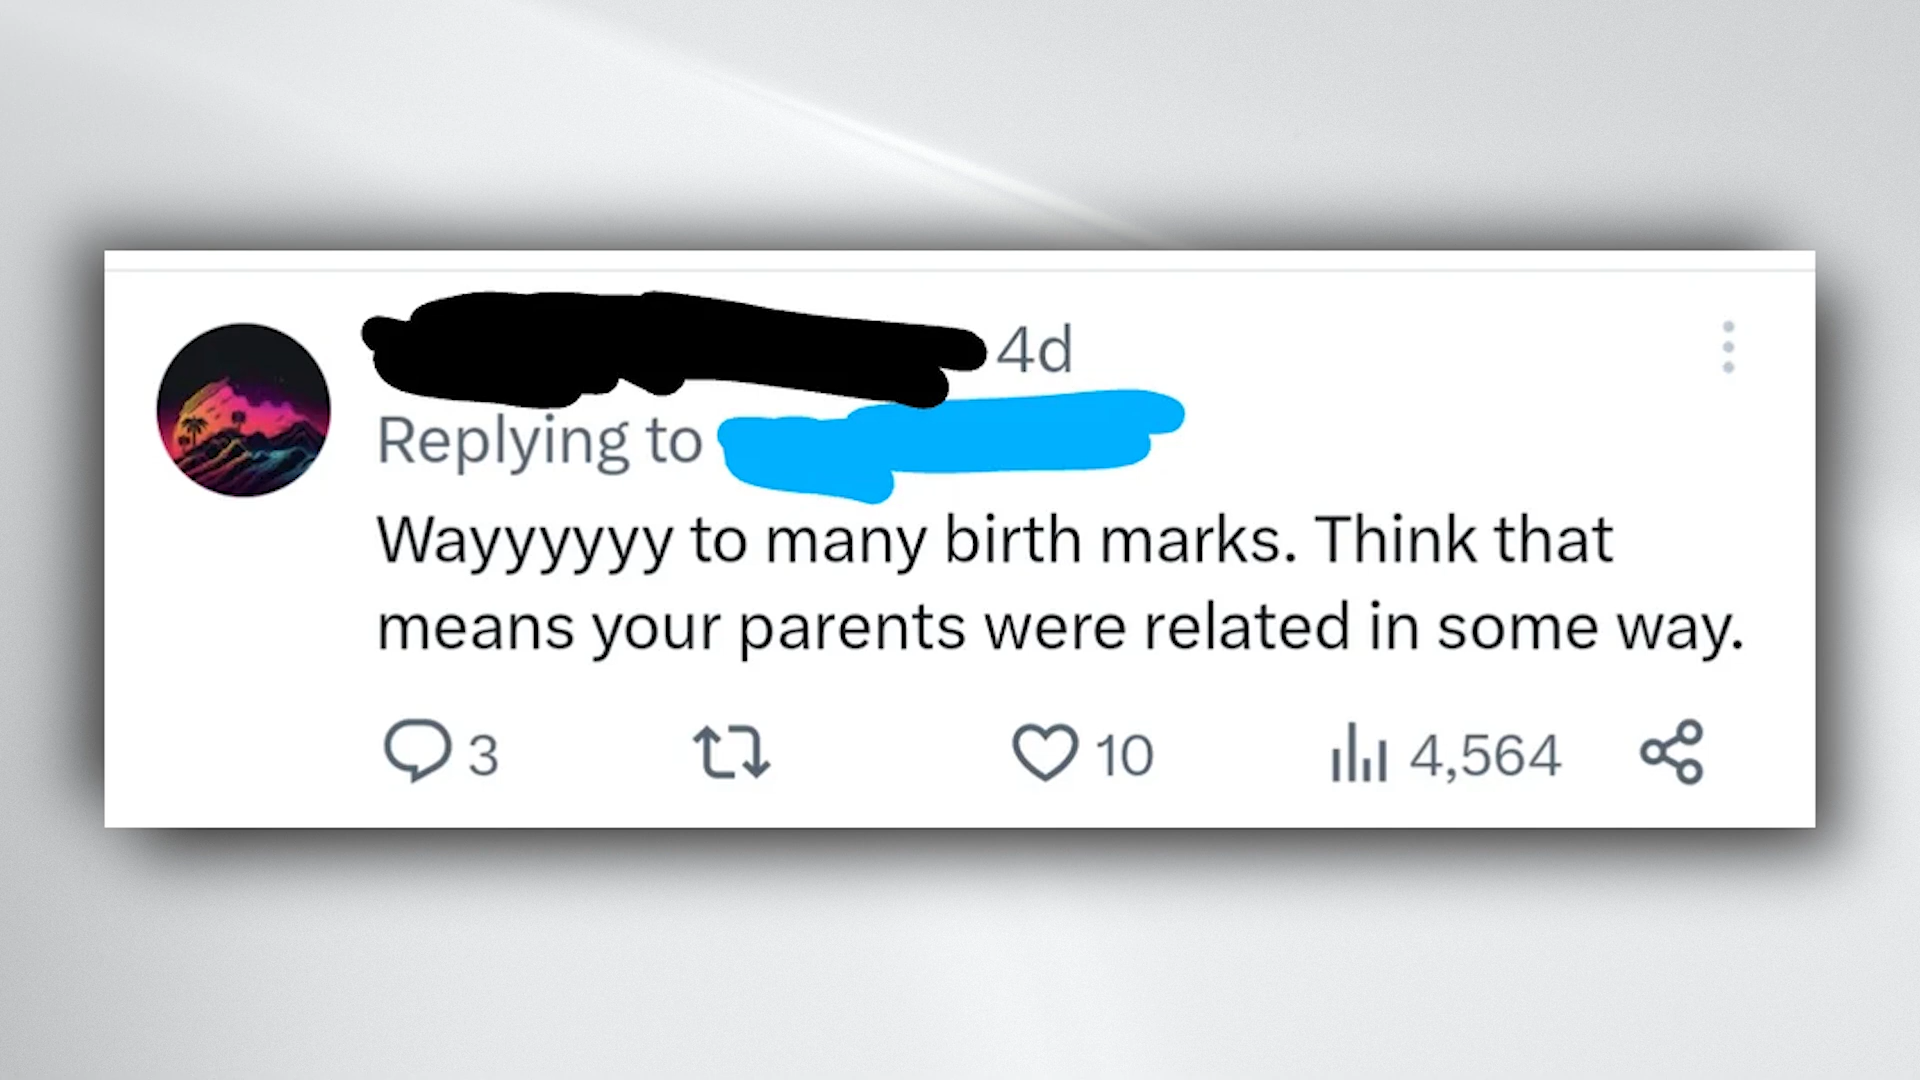 4d
Replying to
Wayyyyyy to many birth marks. Think that
means your parents were related in some way.
3 10 4,564